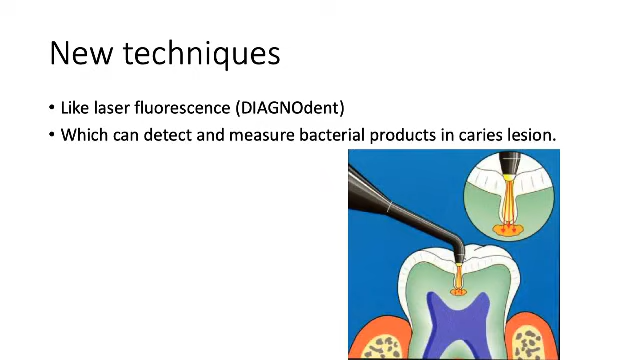 New techniques
• Like laser fluorescence (DIAGNOdent)
• Which can detect and measure bacterial products in caries lesion.